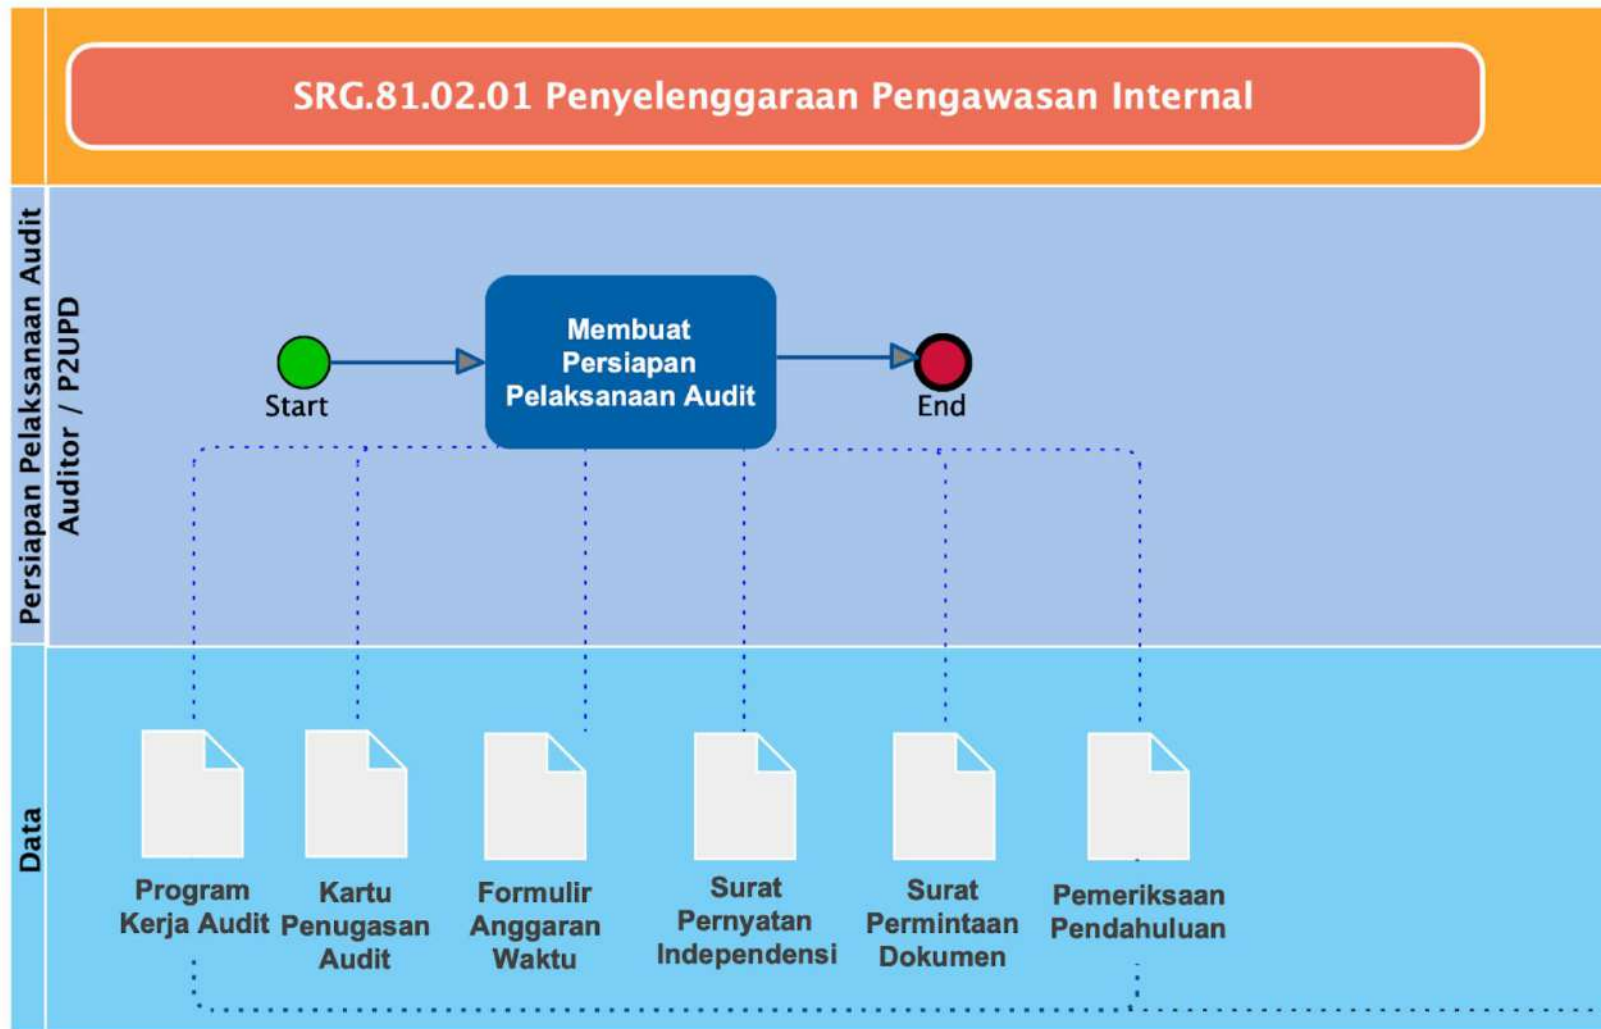 SRG.81.02.01 Penyelenggaraan Pengawasan Internal
Persiapan Pelaksanaan Audit
Auditor / P2UPD
Start
Membuat
Persiapan
Pelaksanaan Audit
End
Data
Program
Kerja Audit
Kartu
Penugasan
Audit
Formulir
Anggaran
Waktu
Surat
Pernyatan
Independensi
Surat
Permintaan
Dokumen
Pemeriksaan
Pendahuluan